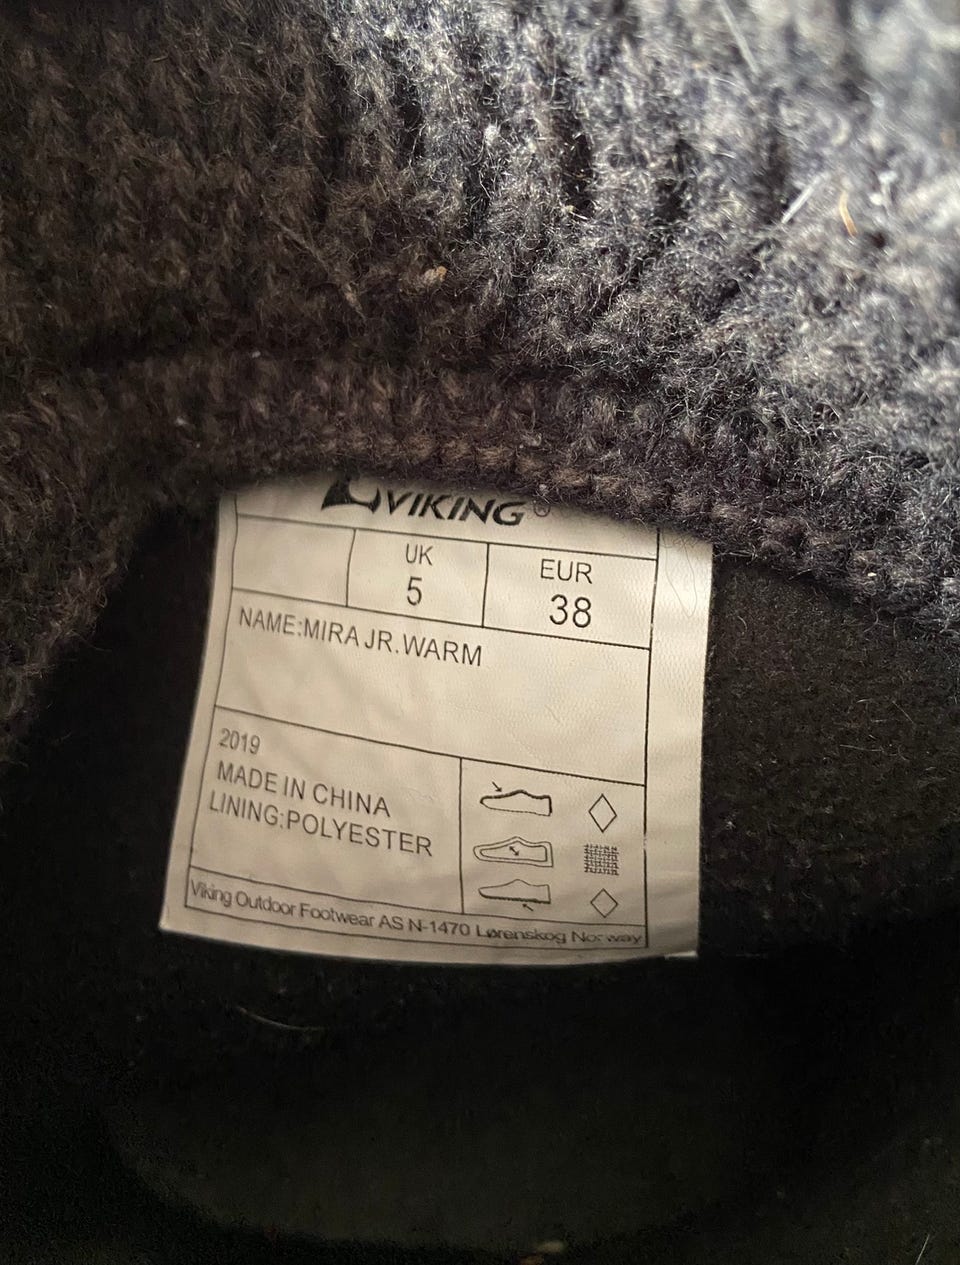 VIKING®
UK
5
EUR
38
NAME:MIRA JR. WARM
2019
MADE IN CHINA
LINING:POLYESTER
Viking Outdoor Footwear AS N-1470 Lørenskog Norway